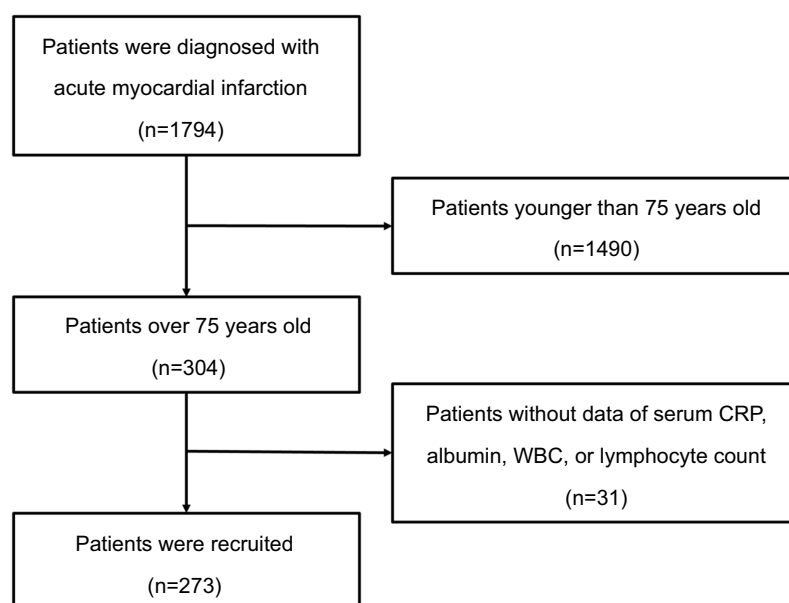 Patients were diagnosed with
acute myocardial infarction
(n=1794)
Patients younger than 75 years old
(n=1490)
Patients over 75 years old
(n=304)
Patients without data of serum CRP,
albumin, WBC, or lymphocyte count
(n=31)
Patients were recruited
(n=273)